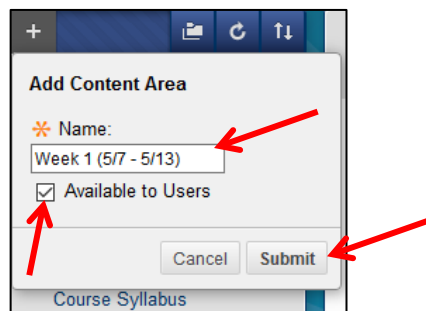 Add Content Area
Name:
Week 1 (5/7 - 5/13)
Available to Users
Cancel Submit
Course Syllabus